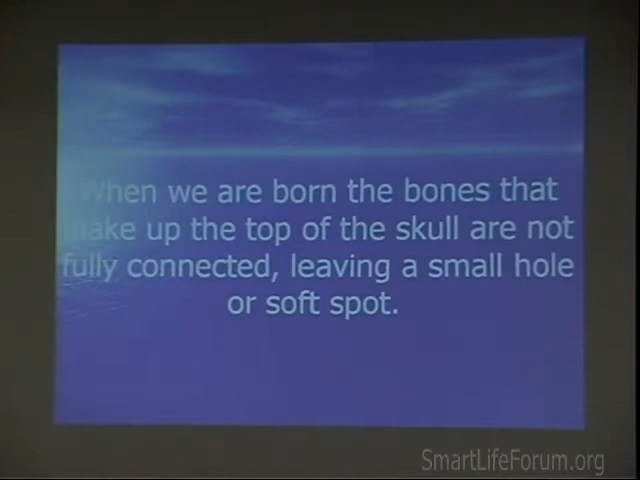 When we are born the bones that
make up the top of the skull are not
fully connected, leaving a small hole
or soft spot.
SmartLifeForum.org